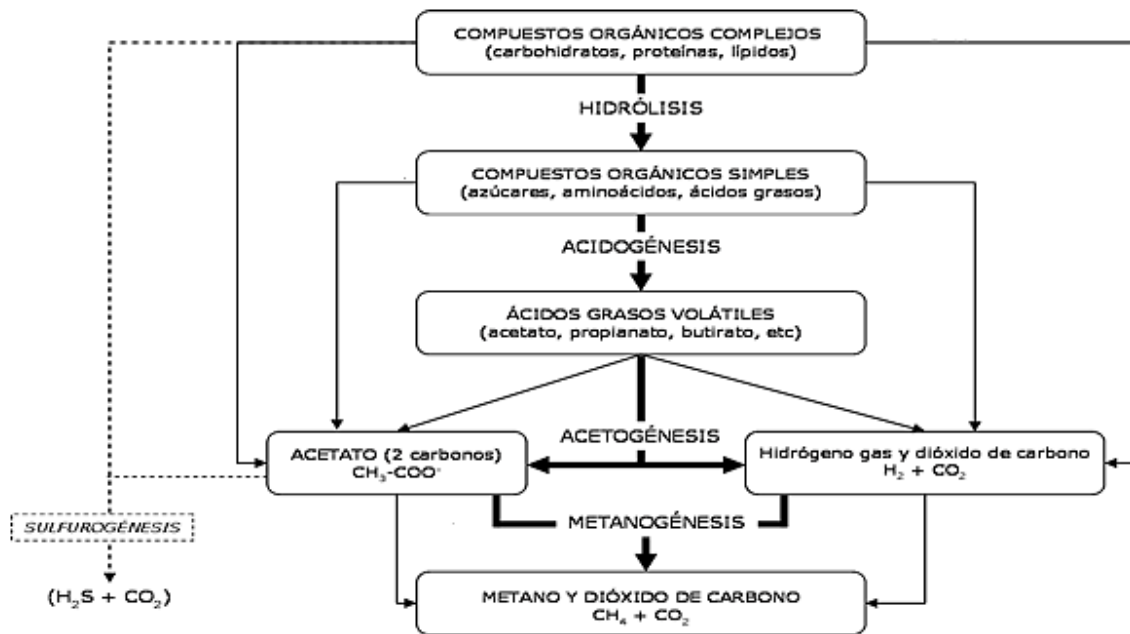 COMPUESTOS ORGÁNICOS COMPLEJOS
(carbohidratos, proteínas, lípidos)
HIDRÓLISIS
COMPUESTOS ORGÁNICOS SIMPLES
(azúcares, aminoácidos, ácidos grasos)
ACIDOGÉNESIS
ÁCIDOS GRASOS VOLÁTILES
(acetato, propianato, butirato, etc)
ACETOGÉNESIS
ACETATO (2 carbonos)
CH₃-COO⁻
Hidrógeno gas y dióxido de carbono
H₂ + CO₂
METANOGÉNESIS
SULFUROGÉNESIS
(H₂S + CO₂)
METANO Y DIÓXIDO DE CARBONO
CH₄ + CO₂